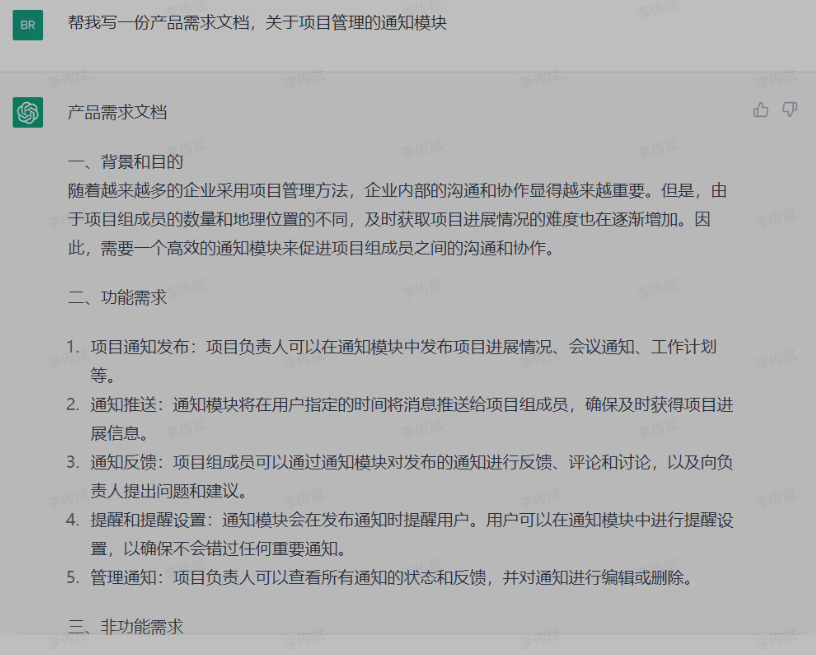 BR
帮我写一份产品需求文档，关于项目管理的通知模块
产品需求文档
一、背景和目的
随着越来越多的企业采用项目管理方法，企业内部的沟通和协作显得越来越重要。但是，由
于项目组成员的数量和地理位置的不同，及时获取项目进展情况的难度也在逐渐增加。因
此，需要一个高效的通知模块来促进项目组成员之间的沟通和协作。
二、功能需求
1. 项目通知发布：项目负责人可以在通知模块中发布项目进展情况、会议通知、工作计划
等。
2. 通知推送：通知模块将在用户指定的时间将消息推送给项目组成员，确保及时获得项目进
展信息。
3. 通知反馈：项目组成员可以通过通知模块对发布的通知进行反馈、评论和讨论，以及向负
责人提出问题和建议。
4. 提醒和提醒设置：通知模块会在发布通知时提醒用户。用户可以在通知模块中进行提醒设
置，以确保不会错过任何重要通知。
5. 管理通知：项目负责人可以查看所有通知的状态和反馈，并对通知进行编辑或删除。
三、非功能需求